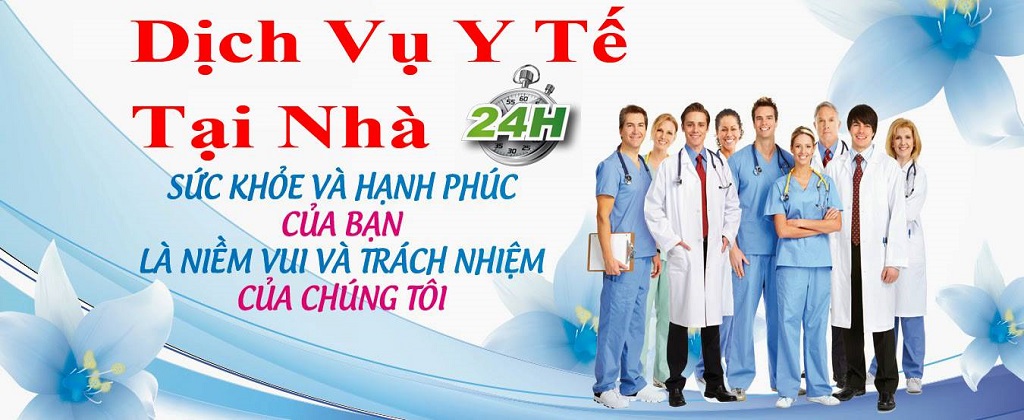 Dịch Vụ Y Tế
Tại Nhà 24H
SỨC KHỎE VÀ HẠNH PHÚC
CỦA BẠN
LÀ NIỀM VUI VÀ TRÁCH NHIỆM
CỦA CHÚNG TÔI